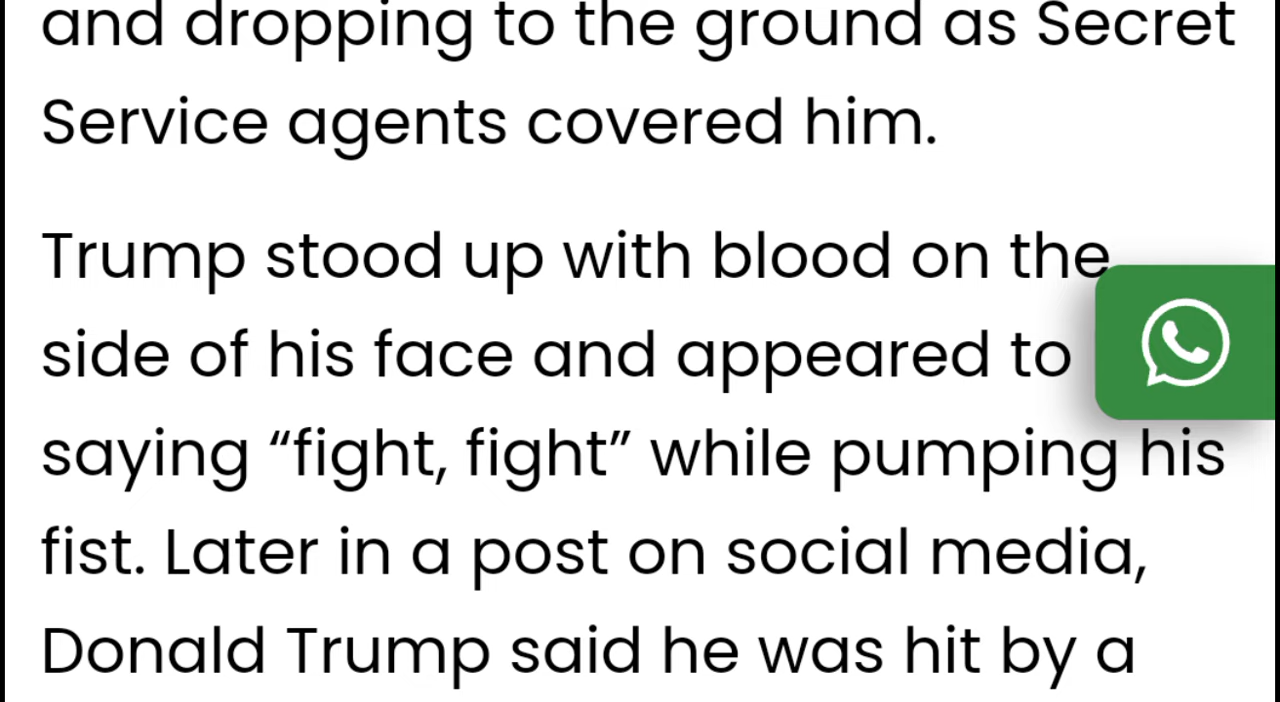 and dropping to the ground as Secret
Service agents covered him.
Trump stood up with blood on the
side of his face and appeared to
saying “fight, fight” while pumping his
fist. Later in a post on social media,
Donald Trump said he was hit by a